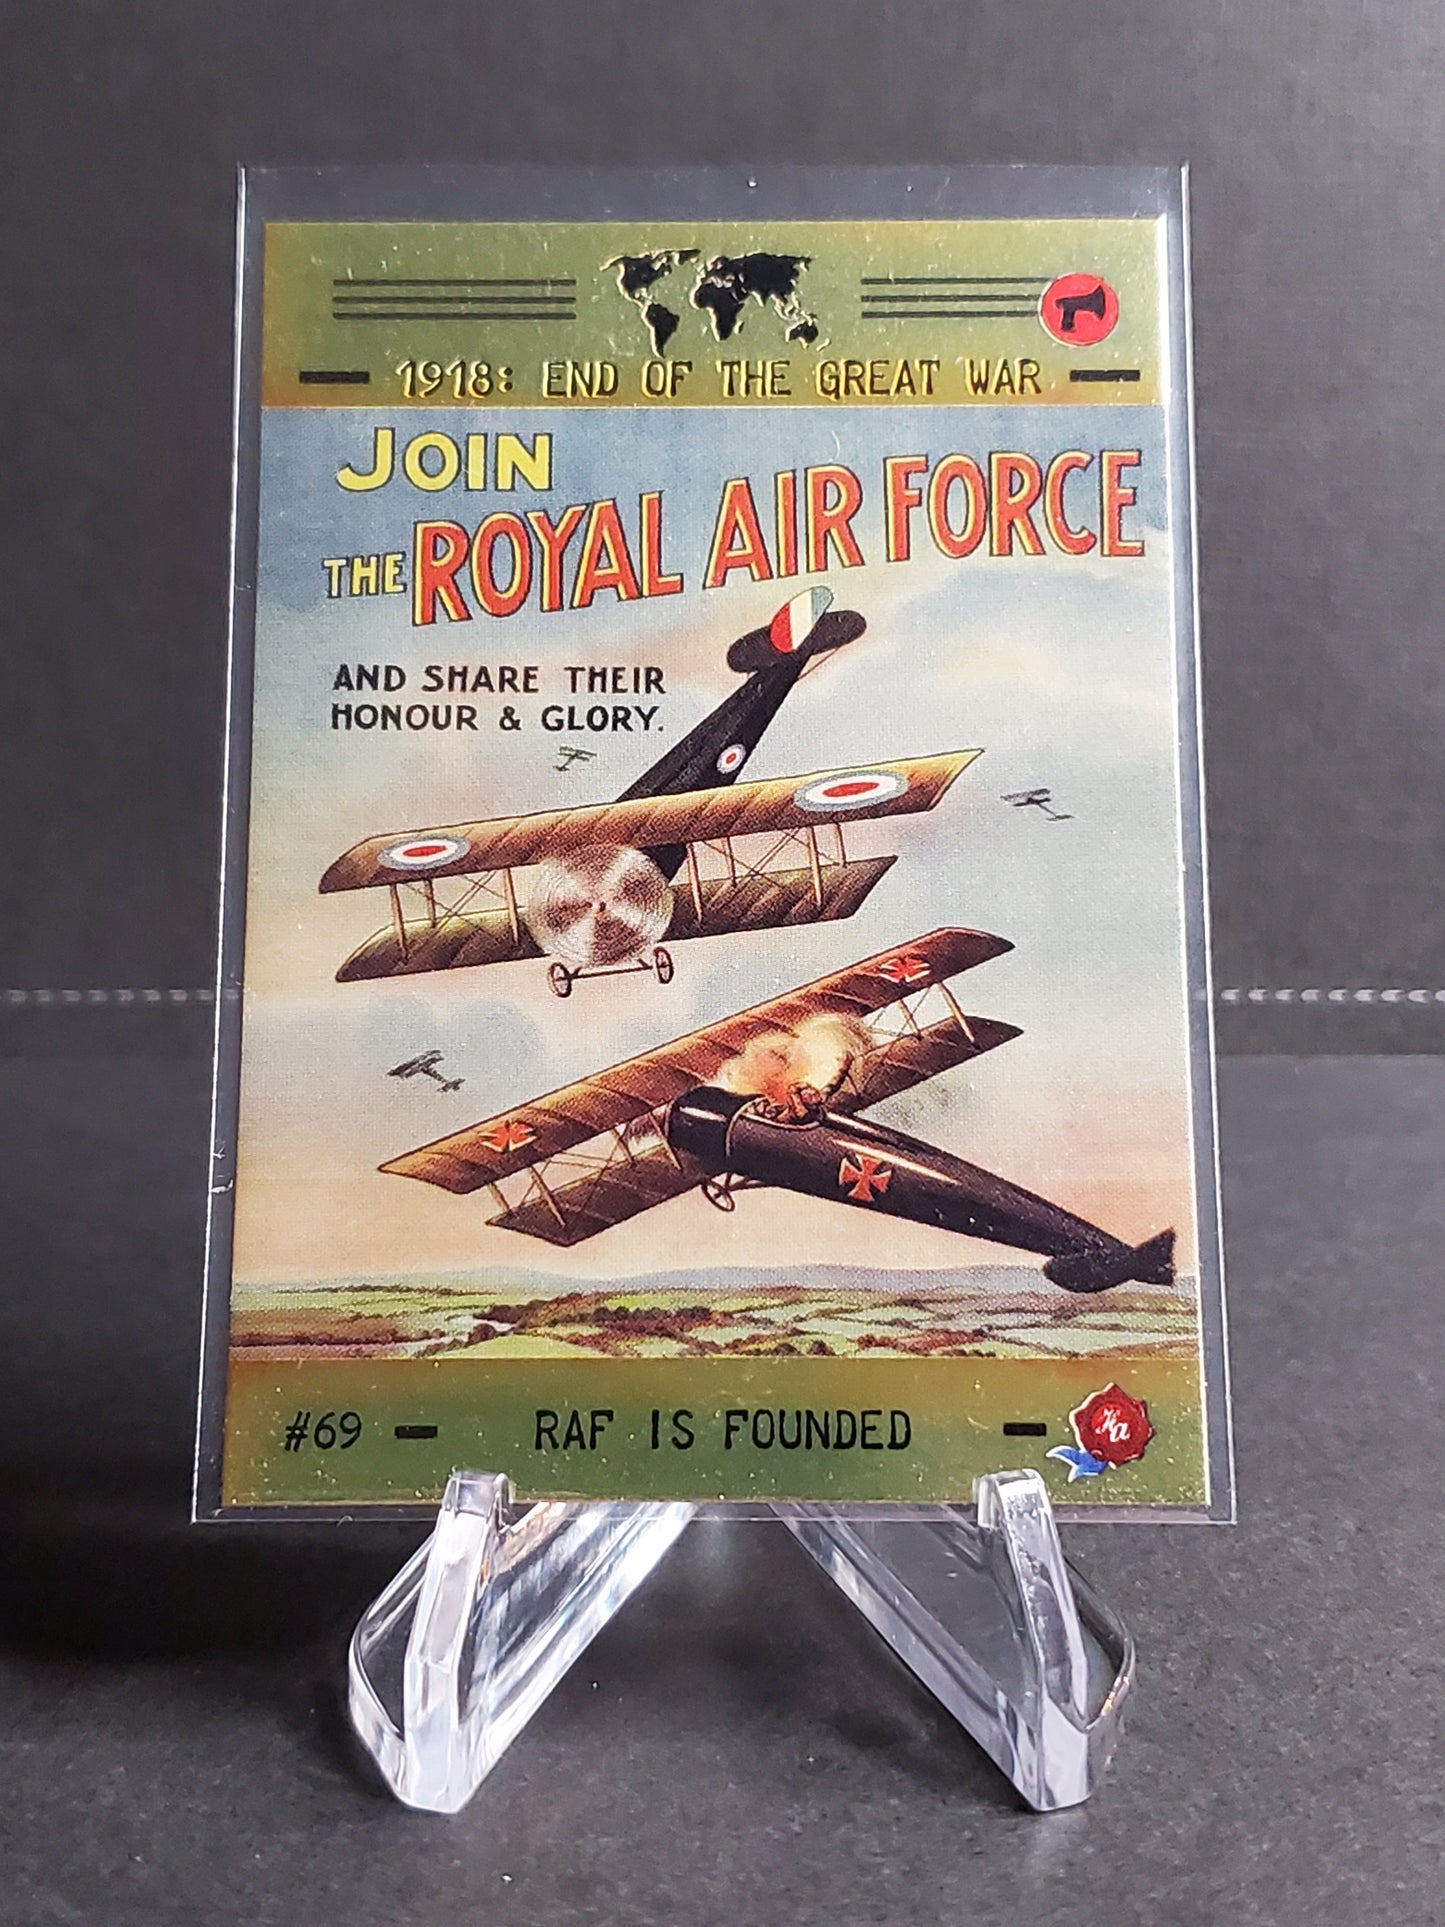 1918: END OF THE GREAT WAR
JOIN
THE ROYAL AIR FORCE
AND SHARE THEIR
HONOUR & GLORY.
#69 - RAF IS FOUNDED - Ha